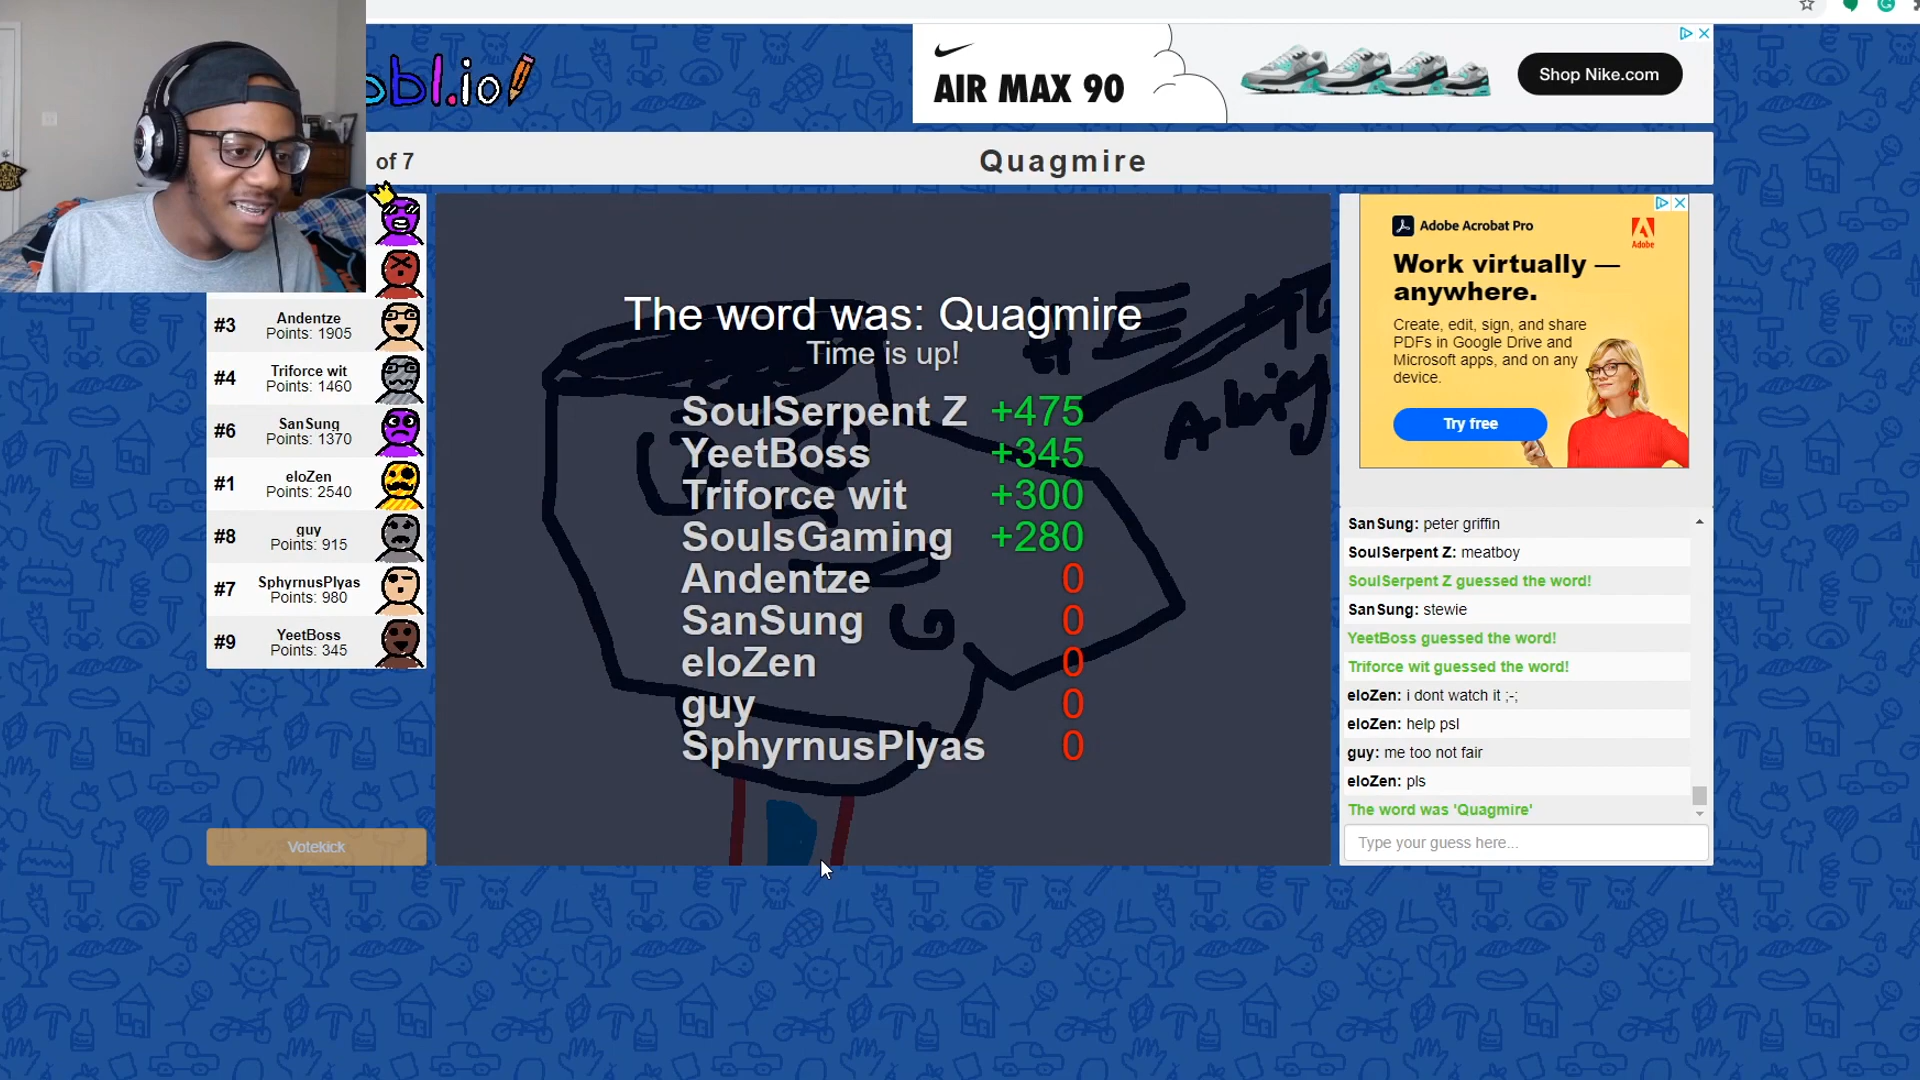 obl.io
AIR MAX 90
Shop Nike.com
of 7
Quagmire
#3
Andentze
Points: 1905
#4
Triforce wit
Points: 1460
#6
SanSung
Points: 1370
#1
eloZen
Points: 2540
#8
guy
Points: 915
#7
SphyrnusPlyas
Points: 980
#9
YeetBoss
Points: 345
Votekick
The word was: Quagmire
Time is up!
SoulSerpent Z +475
YeetBoss +345
Triforce wit +300
SoulsGaming +280
Andentze 0
SanSung 0
eloZen 0
guy 0
SphyrnusPlyas 0
HE
G
Adobe Acrobat Pro
Adobe
Work virtually —
anywhere.
Create, edit, sign, and share
PDFs in Google Drive and
Microsoft apps, and on any
device.
Try free
SanSung: peter griffin
SoulSerpent Z: meatboy
SoulSerpent Z guessed the word!
SanSung: stewie
YeetBoss guessed the word!
Triforce wit guessed the word!
eloZen: i dont watch it ;-;
eloZen: help psl
guy: me too not fair
eloZen: pls
The word was 'Quagmire'
Type your guess here...